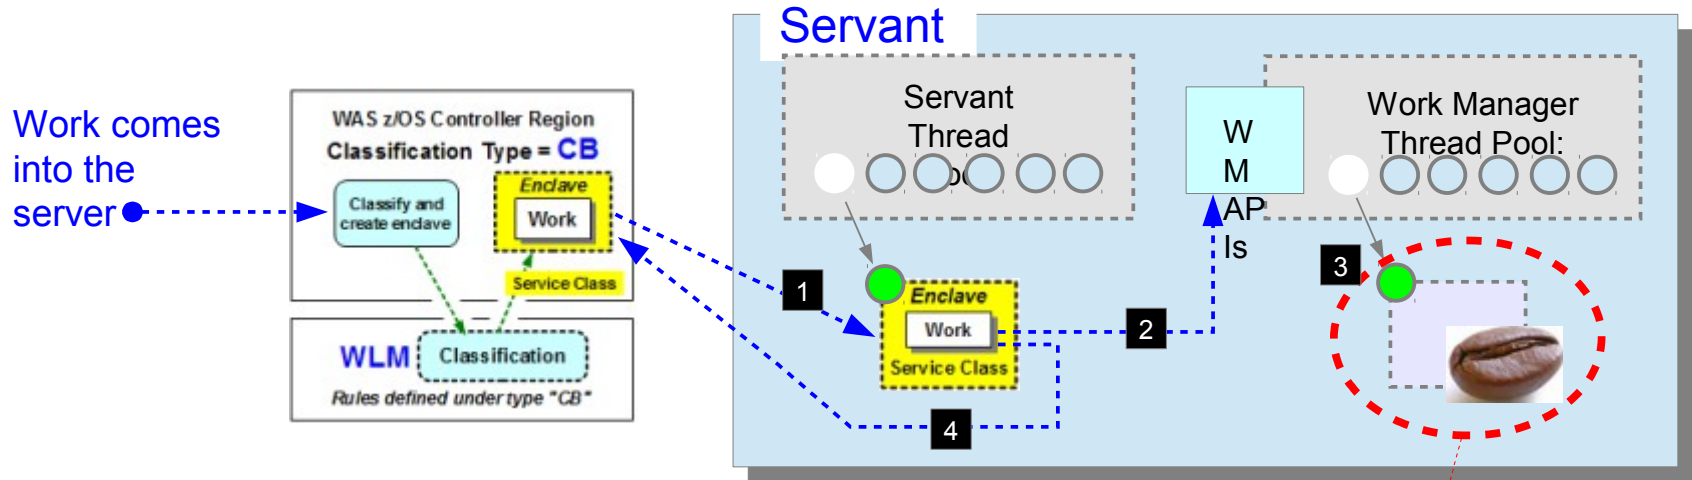 Servant
Work comes
into the
server
WAS z/OS Controller Region
Classification Type = CB
Classify and
create enclave
Enclave
Work
Service Class
WLM
Classification
Rules defined under type "CB"
Servant
Thread
1
Enclave
Work
Service Class
2
4
W
M
AP
Is
Work Manager
Thread Pool:
3